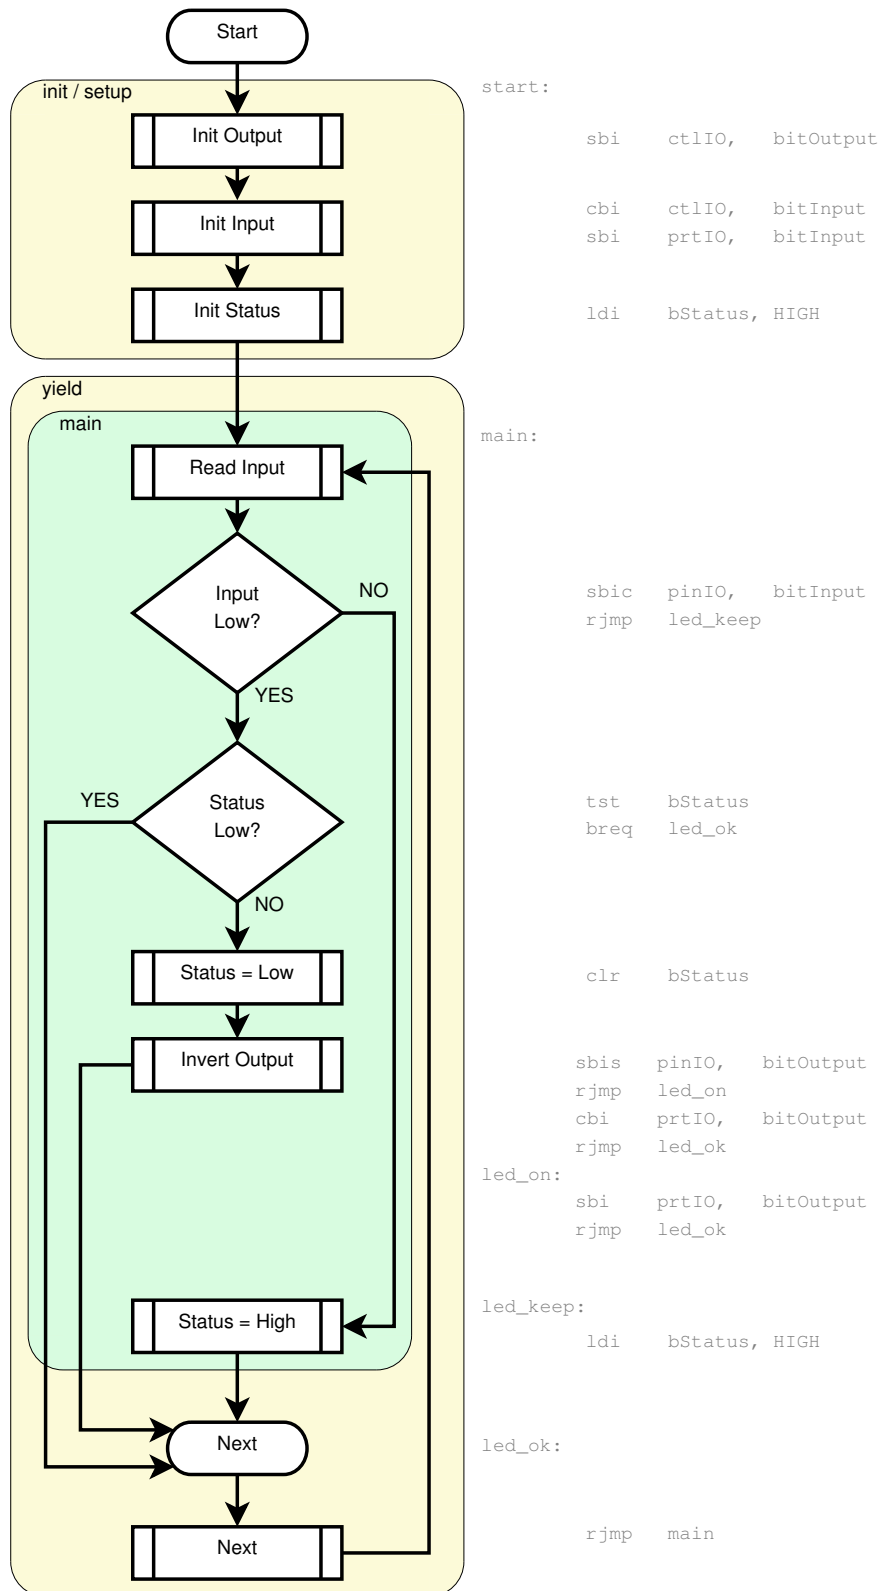 Start
init / setup
start:
Init Output
sbi ctlIO, bitOutput
Init Input
cbi ctlIO, bitInput
sbi prtIO, bitInput
Init Status
ldi bStatus, HIGH
yield
main
main:
Read Input
Input
Low?
NO
YES
sbic pinIO, bitInput
rjmp led_keep
Status
Low?
YES
NO
tst bStatus
breq led_ok
Status = Low
clr bStatus
Invert Output
sbis pinIO, bitOutput
rjmp led_on
cbi prtIO, bitOutput
rjmp led_ok
led_on:
sbi prtIO, bitOutput
rjmp led_ok
Status = High
led_keep:
ldi bStatus, HIGH
Next
led_ok:
Next
rjmp main